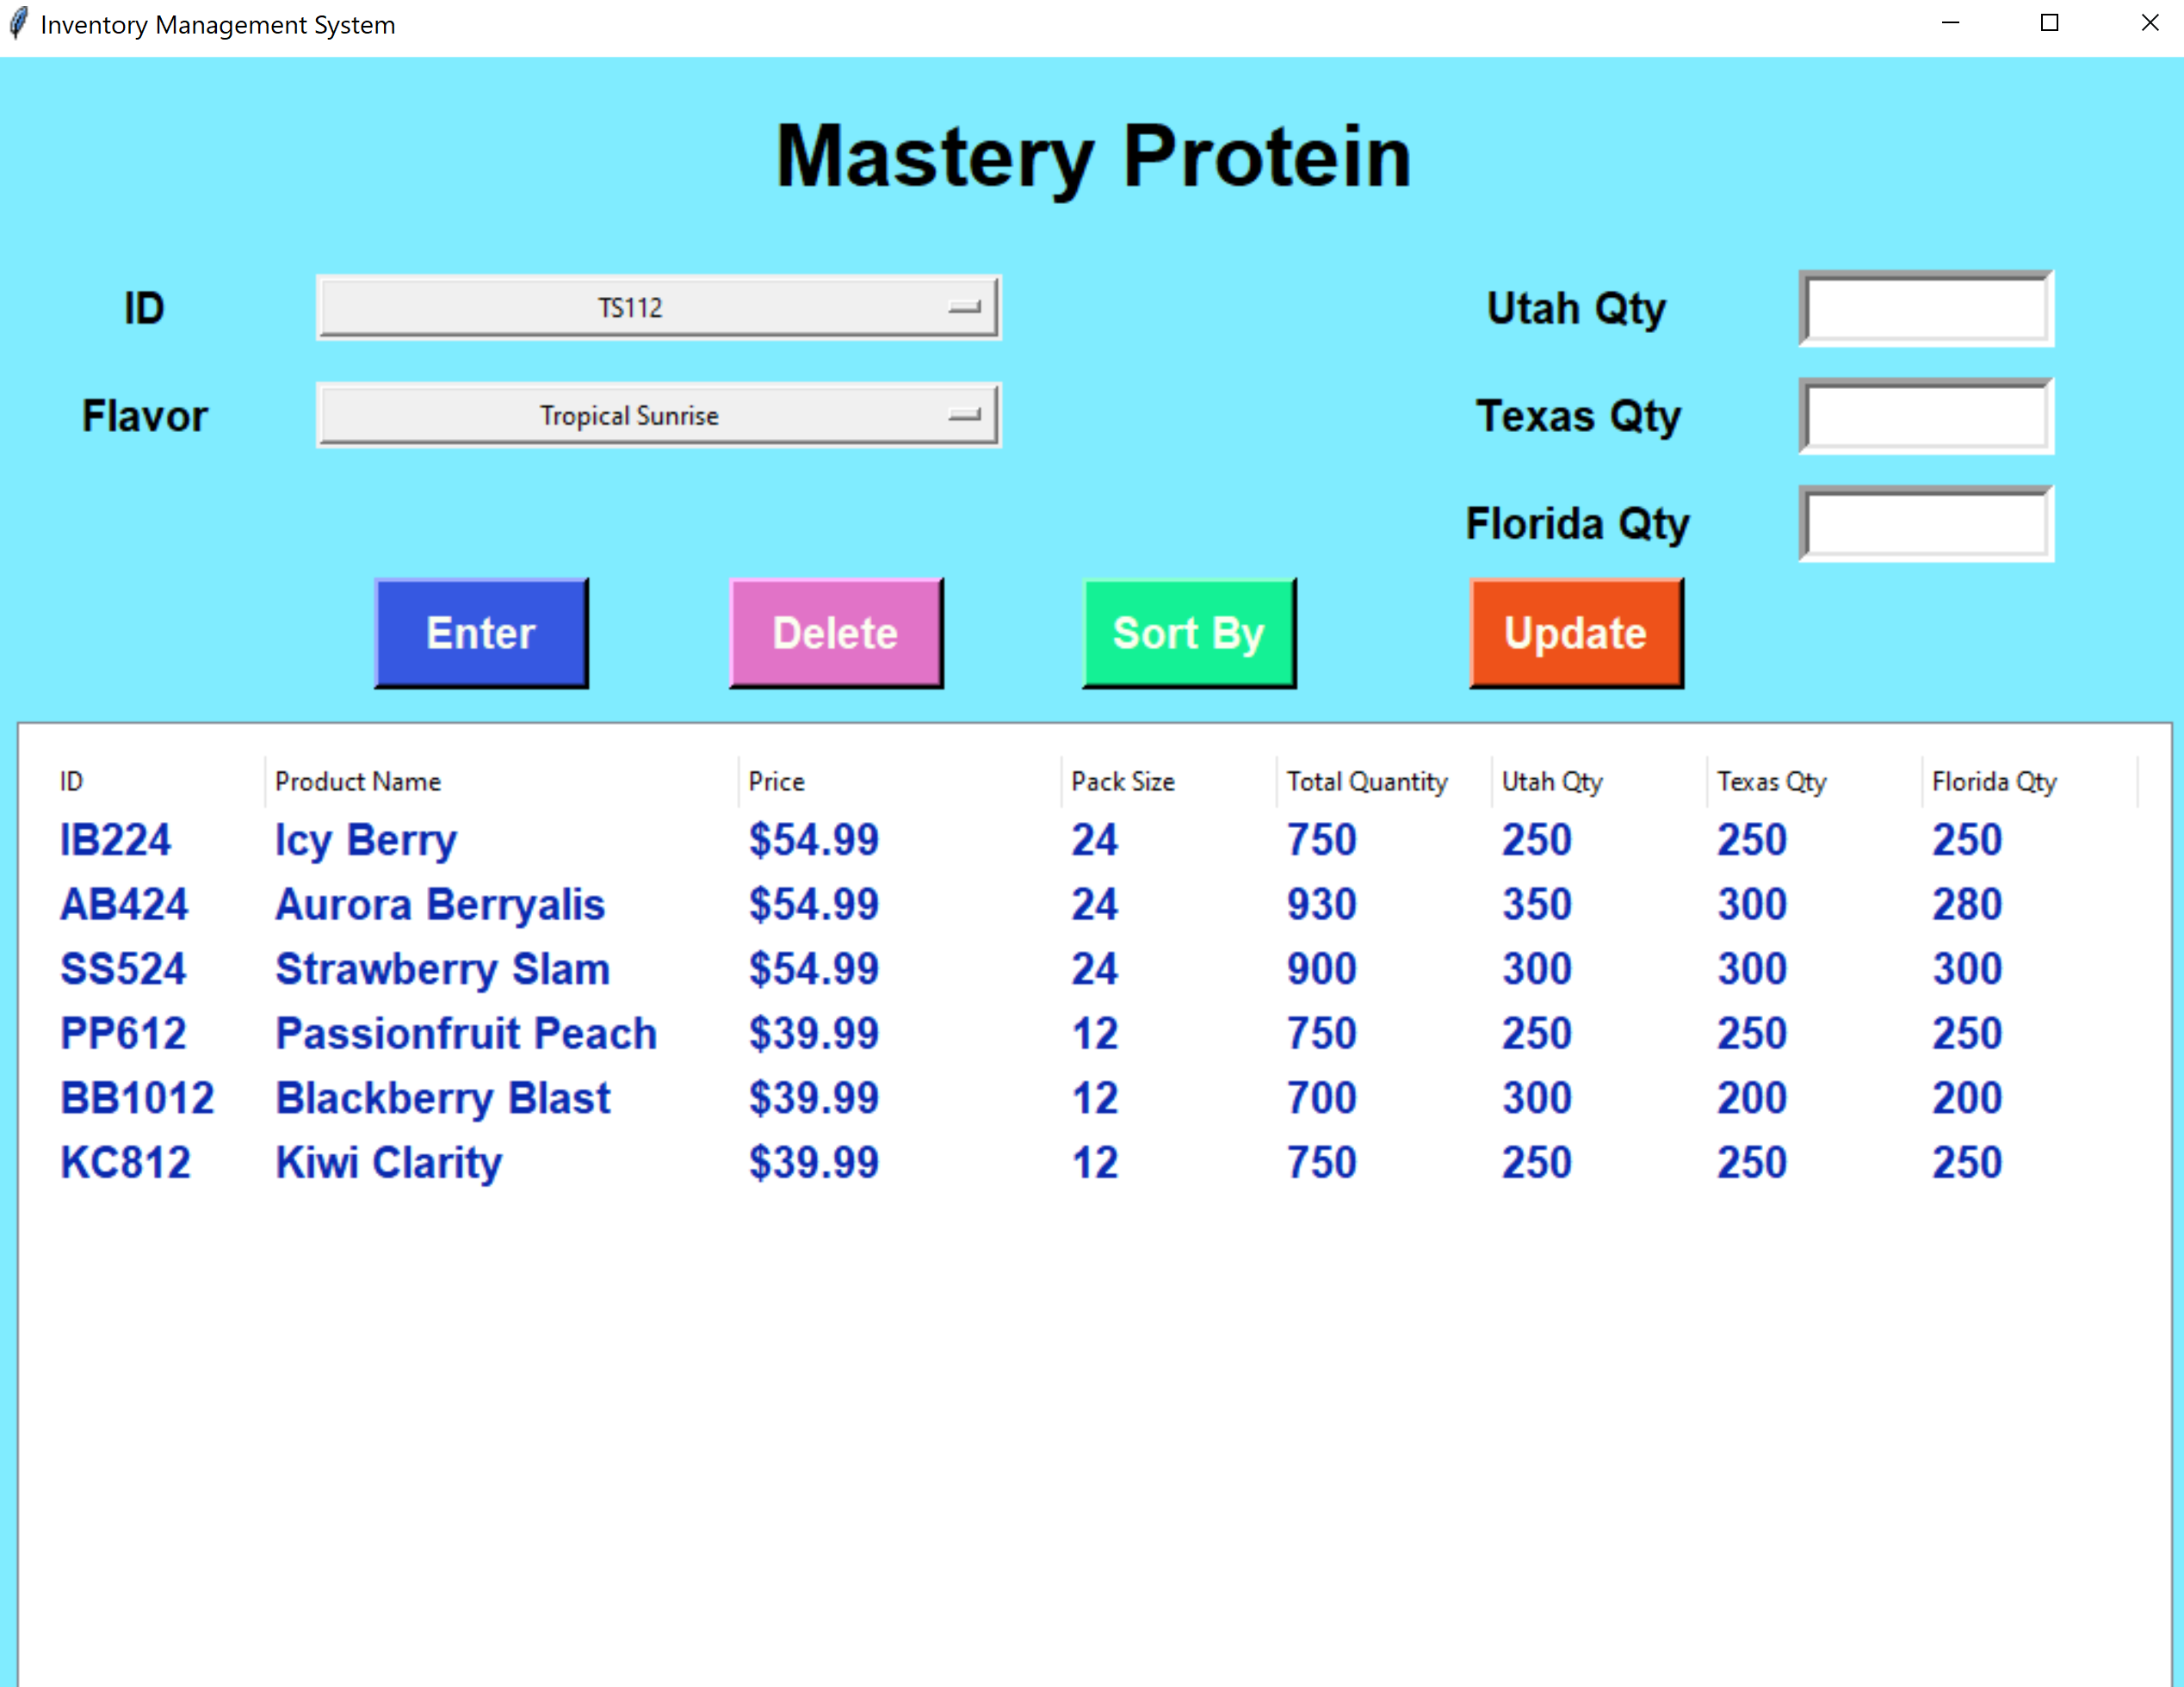 Inventory Management System
Mastery Protein
ID TS112 Utah Qty
Flavor Tropical Sunrise Texas Qty
Florida Qty
Enter Delete Sort By Update
ID Product Name Price Pack Size Total Quantity Utah Qty Texas Qty Florida Qty
IB224 Icy Berry $54.99 24 750 250 250 250
AB424 Aurora Berryalis $54.99 24 930 350 300 280
SS524 Strawberry Slam $54.99 24 900 300 300 300
PP612 Passionfruit Peach $39.99 12 750 250 250 250
BB1012 Blackberry Blast $39.99 12 700 300 200 200
KC812 Kiwi Clarity $39.99 12 750 250 250 250